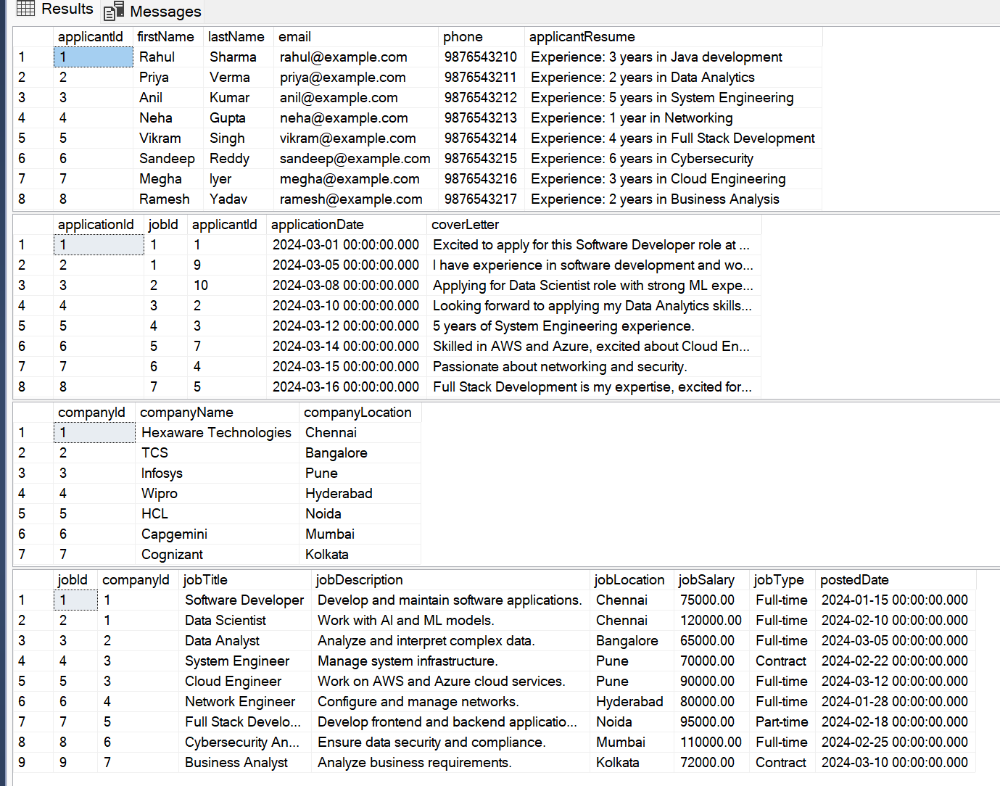 Results Messages
applicantId firstName lastName email phone applicantResume
1 1 Rahul Sharma rahul@example.com 9876543210 Experience: 3 years in Java development
2 2 Priya Verma priya@example.com 9876543211 Experience: 2 years in Data Analytics
3 3 Anil Kumar anil@example.com 9876543212 Experience: 5 years in System Engineering
4 4 Neha Gupta neha@example.com 9876543213 Experience: 1 year in Networking
5 5 Vikram Singh vikram@example.com 9876543214 Experience: 4 years in Full Stack Development
6 6 Sandeep Reddy sandeep@example.com 9876543215 Experience: 6 years in Cybersecurity
7 7 Megha Iyer megha@example.com 9876543216 Experience: 3 years in Cloud Engineering
8 8 Ramesh Yadav ramesh@example.com 9876543217 Experience: 2 years in Business Analysis
applicationId jobId applicantId applicationDate coverLetter
1 1 1 1 2024-03-01 00:00:00.000 Excited to apply for this Software Developer role at ...
2 2 1 9 2024-03-05 00:00:00.000 I have experience in software development and wo...
3 3 2 10 2024-03-08 00:00:00.000 Applying for Data Scientist role with strong ML expe...
4 4 3 2 2024-03-10 00:00:00.000 Looking forward to applying my Data Analytics skills...
5 5 4 3 2024-03-12 00:00:00.000 5 years of System Engineering experience.
6 6 5 7 2024-03-14 00:00:00.000 Skilled in AWS and Azure, excited about Cloud En...
7 7 6 4 2024-03-15 00:00:00.000 Passionate about networking and security.
8 8 7 5 2024-03-16 00:00:00.000 Full Stack Development is my expertise, excited for...
companyId companyName companyLocation
1 1 Hexaware Technologies Chennai
2 2 TCS Bangalore
3 3 Infosys Pune
4 4 Wipro Hyderabad
5 5 HCL Noida
6 6 Capgemini Mumbai
7 7 Cognizant Kolkata
jobId companyId jobTitle jobDescription jobLocation jobSalary jobType postedDate
1 1 1 Software Developer Develop and maintain software applications. Chennai 75000.00 Full-time 2024-01-15 00:00:00.000
2 2 1 Data Scientist Work with AI and ML models. Chennai 120000.00 Full-time 2024-02-10 00:00:00.000
3 3 2 Data Analyst Analyze and interpret complex data. Bangalore 65000.00 Full-time 2024-03-05 00:00:00.000
4 4 3 System Engineer Manage system infrastructure. Pune 70000.00 Contract 2024-02-22 00:00:00.000
5 5 3 Cloud Engineer Work on AWS and Azure cloud services. Pune 90000.00 Full-time 2024-03-12 00:00:00.000
6 6 4 Network Engineer Configure and manage networks. Hyderabad 80000.00 Full-time 2024-01-28 00:00:00.000
7 7 5 Full Stack Develo... Develop frontend and backend applicatio... Noida 95000.00 Part-time 2024-02-18 00:00:00.000
8 8 6 Cybersecurity An... Ensure data security and compliance. Mumbai 110000.00 Full-time 2024-02-25 00:00:00.000
9 9 7 Business Analyst Analyze business requirements. Kolkata 72000.00 Contract 2024-03-10 00:00:00.000